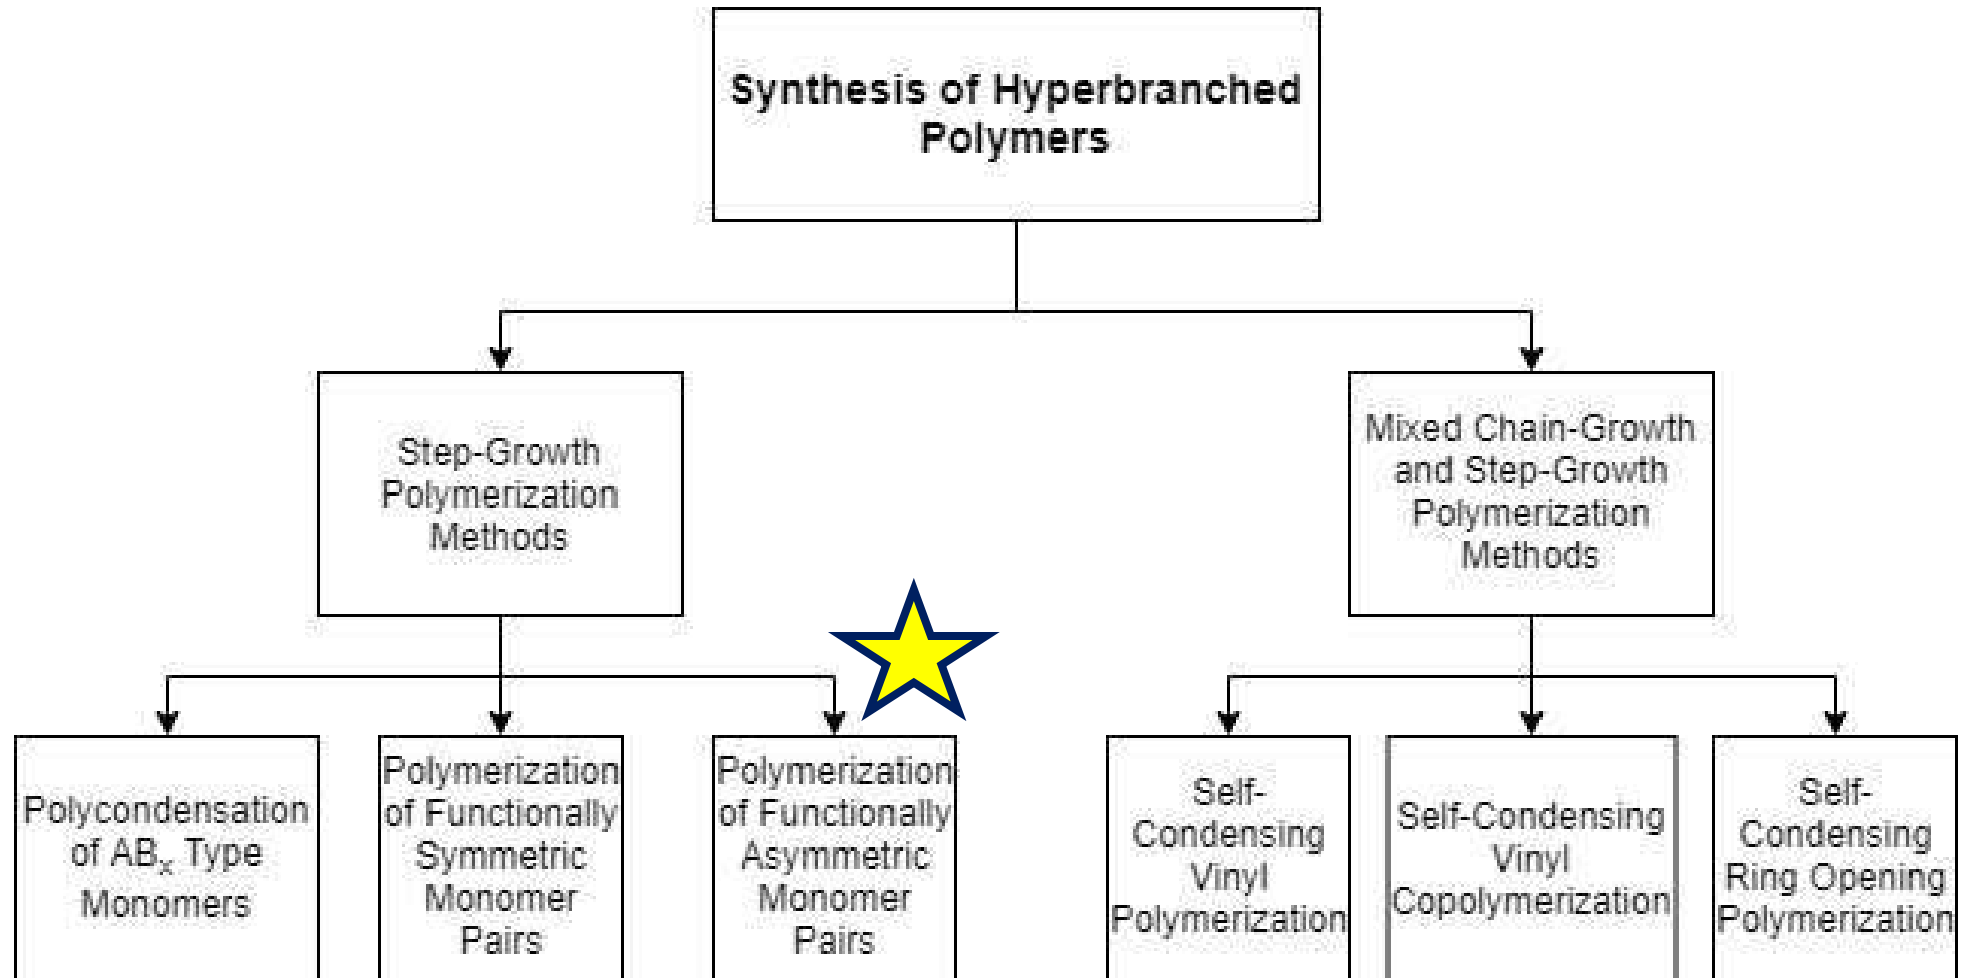 Synthesis of Hyperbranched
Polymers
Step-Growth
Polymerization
Methods
Mixed Chain-Growth
and Step-Growth
Polymerization
Methods
Polycondensation
of ABx Type
Monomers
Polymerization
of Functionally
Symmetric
Monomer
Pairs
Polymerization
of Functionally
Asymmetric
Monomer
Pairs
Self-
Condensing
Vinyl
Polymerization
Self-Condensing
Vinyl
Copolymerization
Self-
Condensing
Ring Opening
Polymerization